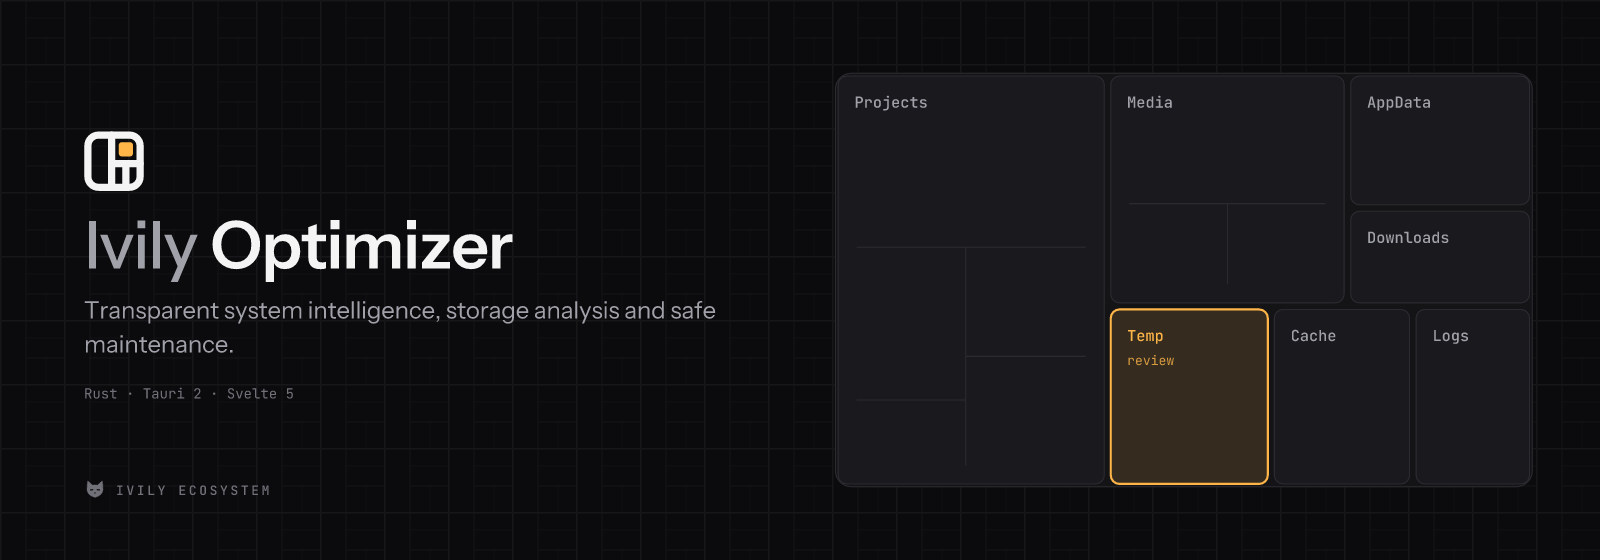 Ivily Optimizer
Transparent system intelligence, storage analysis and safe
maintenance.
Rust · Tauri 2 · Svelte 5
IVILY ECOSYSTEM
Projects
Media
AppData
Downloads
Temp
review
Cache
Logs